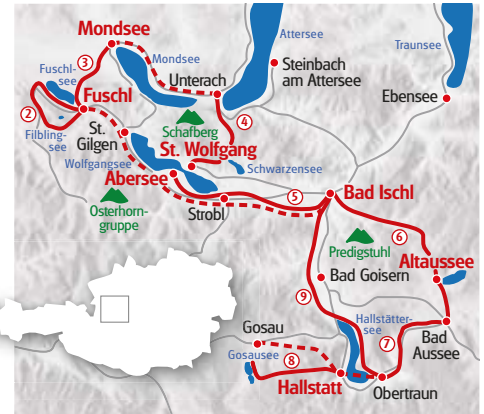 Mondsee
Attersee
Traunsee
③
Mondsee
Fuschl-
see
Unterach
Steinbach
am Attersee
Ebensee
②
Fuschl
④
Filbling-
see
St.
Gilgen
Schafberg
St. Wolfgang
Wolfgangsee
Schwarzensee
Abersee
Bad Ischl
Osterhorn-
gruppe
Strobl
⑤
⑥
Predigstuhl
Altaussee
Bad Goisern
⑨
Gosau
Hallstätter-
see
Gosausee
⑧
⑦
Bad
Aussee
Hallstatt
Obertraun